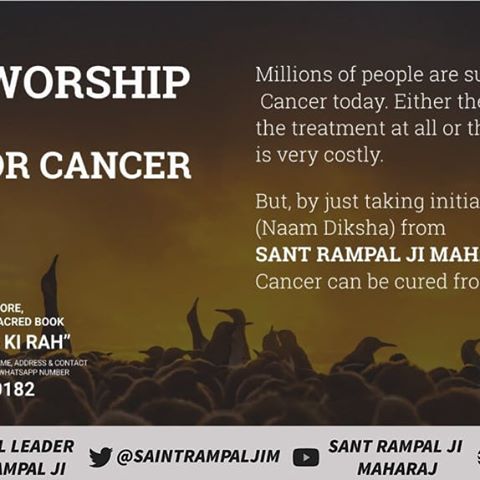 WORSHIP
OR CANCER
Millions of people are su
Cancer today. Either the
the treatment at all or th
is very costly.
But, by just taking initia
(Naam Diksha) from
SANT RAMPAL JI MAH
Cancer can be cured fro
ORE,
ACRED BOOK
KI RAH”
ME, ADDRESS & CONTACT
WHATSAPP NUMBER
0182
L LEADER
AMPAL JI
@SAINTRAMPALJIM
SANT RAMPAL JI
MAHARAJ